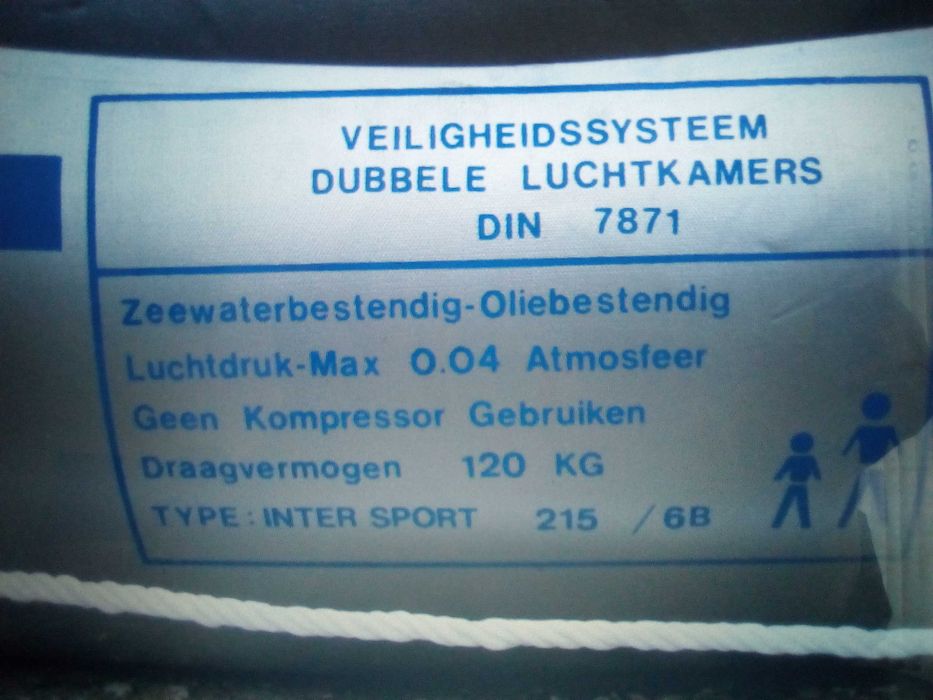 VEILIGHEIDSSYSTEEM
DUBBELE LUCHTKAMERS
DIN 7871
Zeewaterbestendig-Oliebestendig
Luchtdruk-Max 0.04 Atmosfeer
Geen Kompressor Gebruiken
Draagvermogen 120 KG
TYPE: INTER SPORT 215 /6B